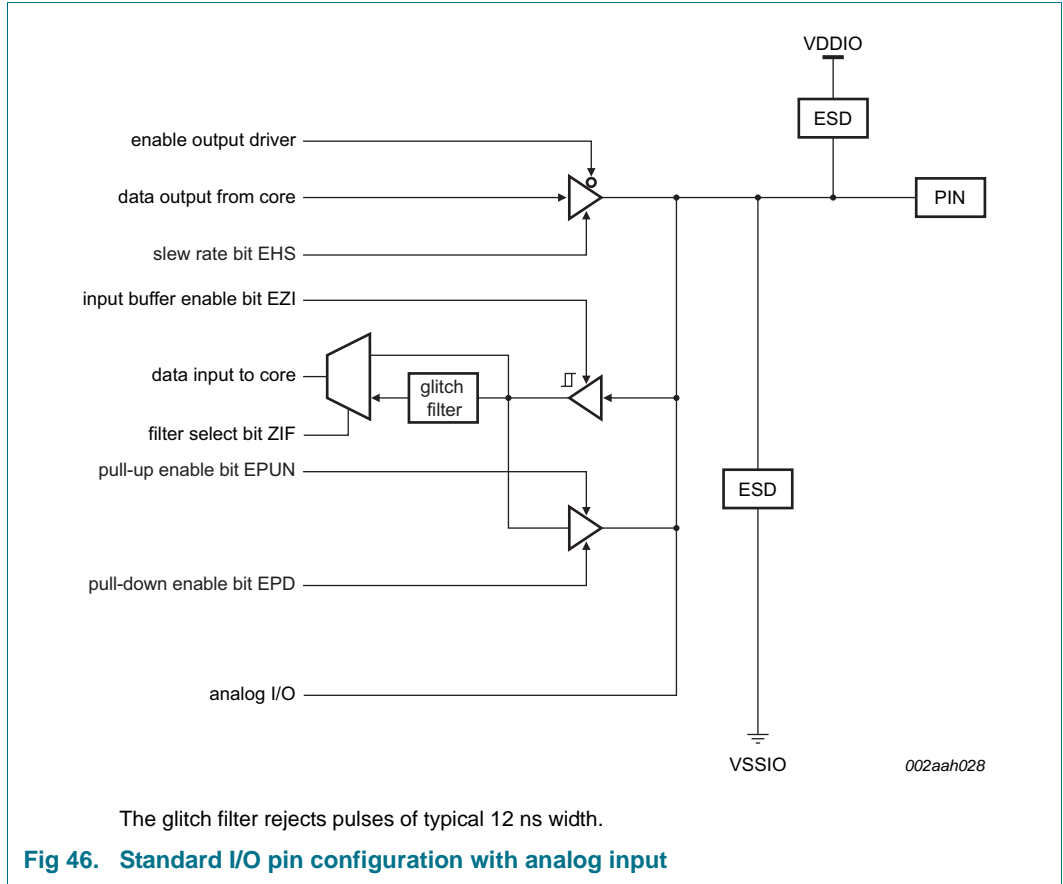 VDDIO
ESD
enable output driver
data output from core
PIN
slew rate bit EHS
input buffer enable bit EZI
data input to core
glitch
filter
filter select bit ZIF
pull-up enable bit EPUN
ESD
pull-down enable bit EPD
analog I/O
VSSIO
002aah028
The glitch filter rejects pulses of typical 12 ns width.
Fig 46. Standard I/O pin configuration with analog input